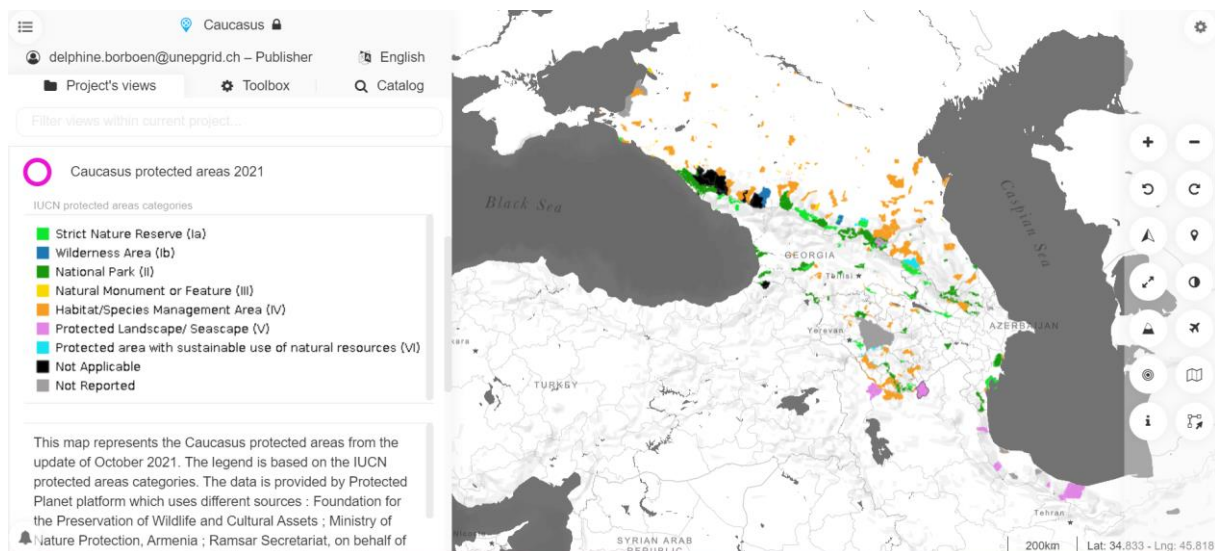 Caucasus
delphine.borboen@unepgrid.ch – Publisher
English
Project's views
Toolbox
Catalog
Filter views within current project...
Caucasus protected areas 2021
IUCN protected areas categories
Strict Nature Reserve (Ia)
Wilderness Area (Ib)
National Park (II)
Natural Monument or Feature (III)
Habitat/Species Management Area (IV)
Protected Landscape/ Seascape (V)
Protected area with sustainable use of natural resources (VI)
Not Applicable
Not Reported
This map represents the Caucasus protected areas from the
update of October 2021. The legend is based on the IUCN
protected areas categories. The data is provided by Protected
Planet platform which uses different sources : Foundation for
the Preservation of Wildlife and Cultural Assets ; Ministry of
Nature Protection, Armenia ; Ramsar Secretariat, on behalf of
Black Sea
Caspian Sea
GEORGIA
Tbilisi
Yerevan
AZERBAIJAN
TURKEY
Tehran
SYRIAN ARAB
REPUBLIC
200km
Lat: 34.833 - Lng: 45.818